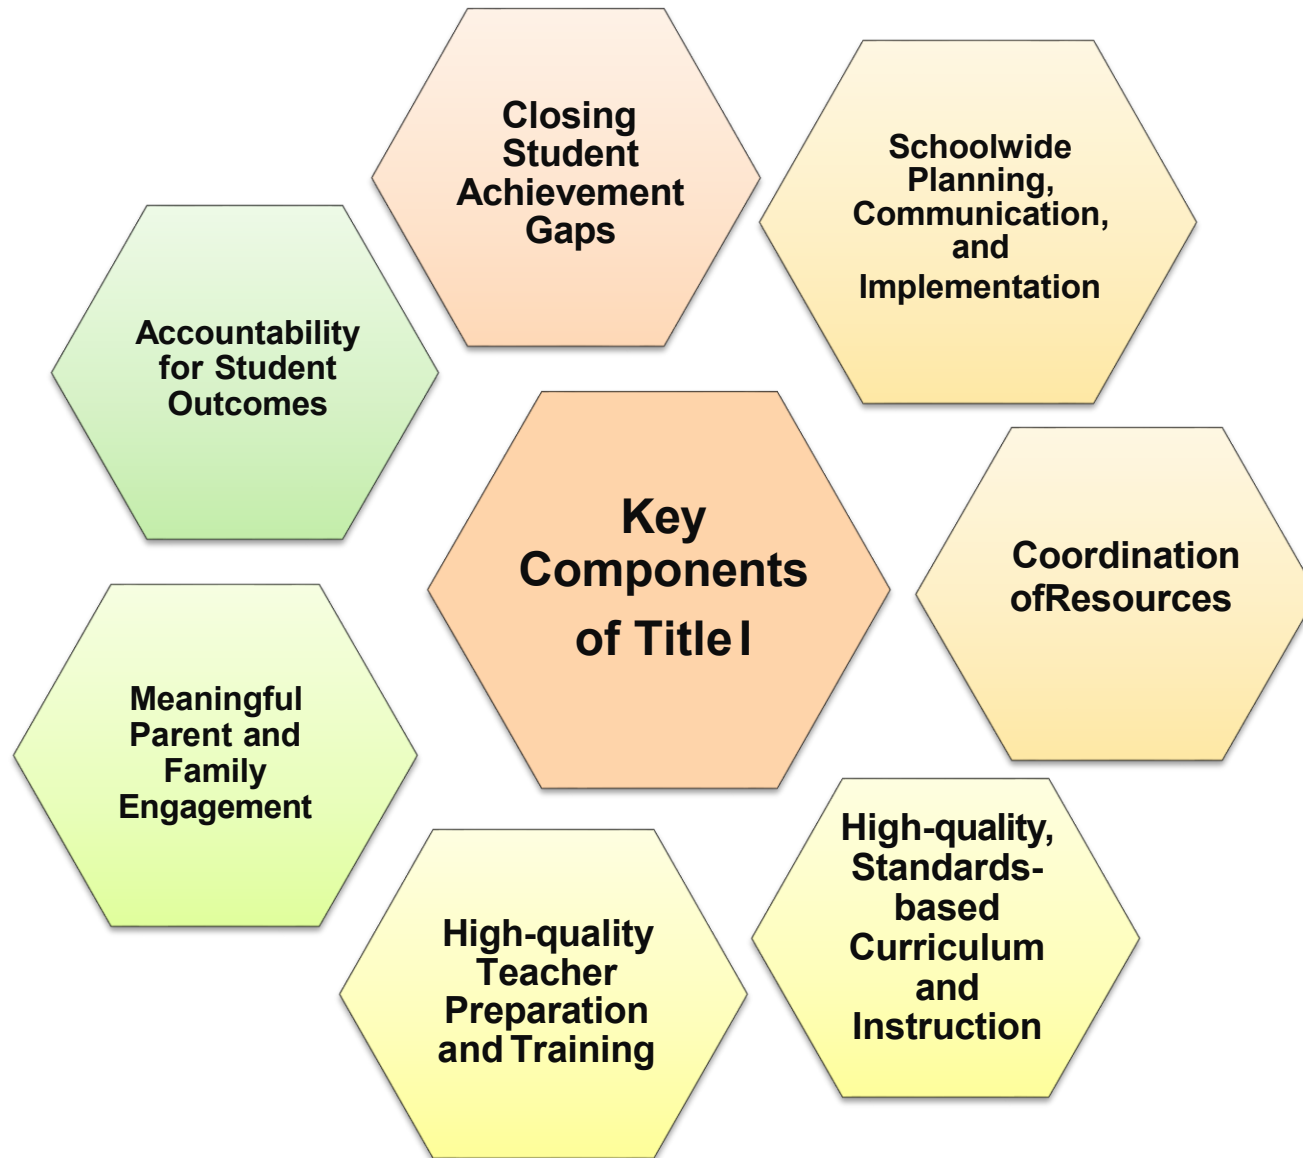 Closing
Student
Achievement
Gaps
Schoolwide
Planning,
Communication,
and
Implementation
Accountability
for Student
Outcomes
Key
Components
of Title I
Coordination
ofResources
Meaningful
Parent and
Family
Engagement
High-quality,
Standards-
based
Curriculum
and
Instruction
High-quality
Teacher
Preparation
and Training